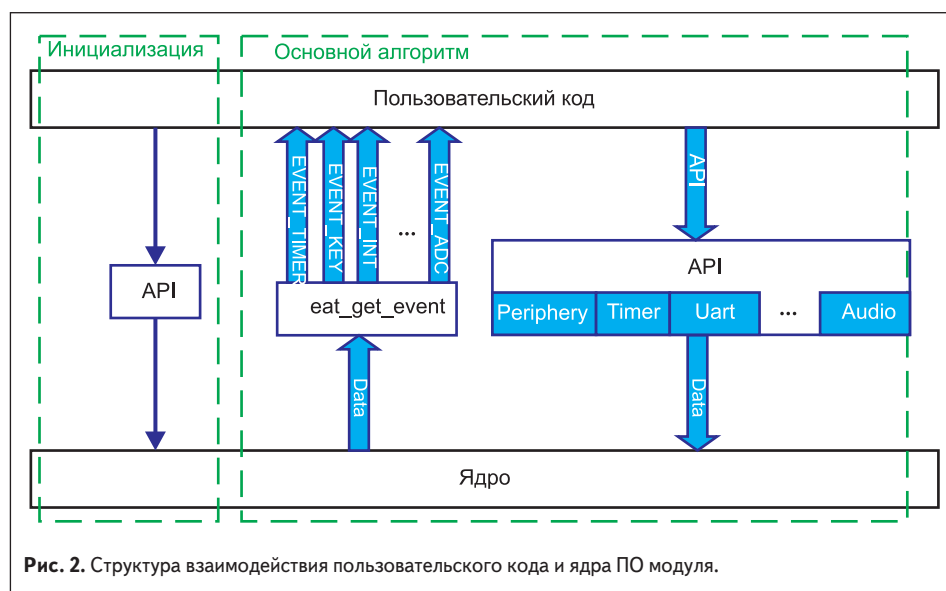 Инициализация
Основной алгоритм
Пользовательский код
EVENT_TIMER
EVENT_KEY
EVENT_INT
...
EVENT_ADC
API
API
API
eat_get_event
Periphery
Timer
Uart
...
Audio
Data
Data
Ядро
Рис. 2. Структура взаимодействия пользовательского кода и ядра ПО модуля.